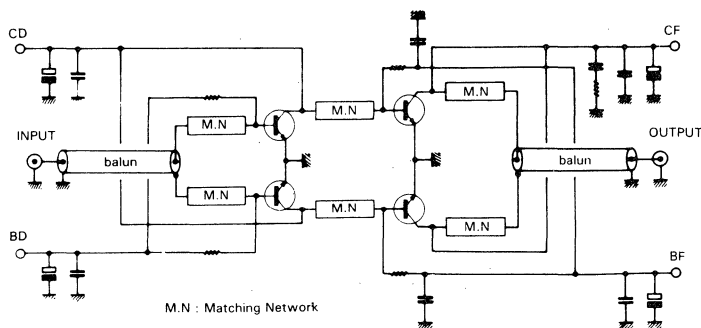 CD
CF
M.N
M.N
M.N
INPUT
balun
balun
OUTPUT
M.N
M.N
M.N
BD
BF
M.N : Matching Network